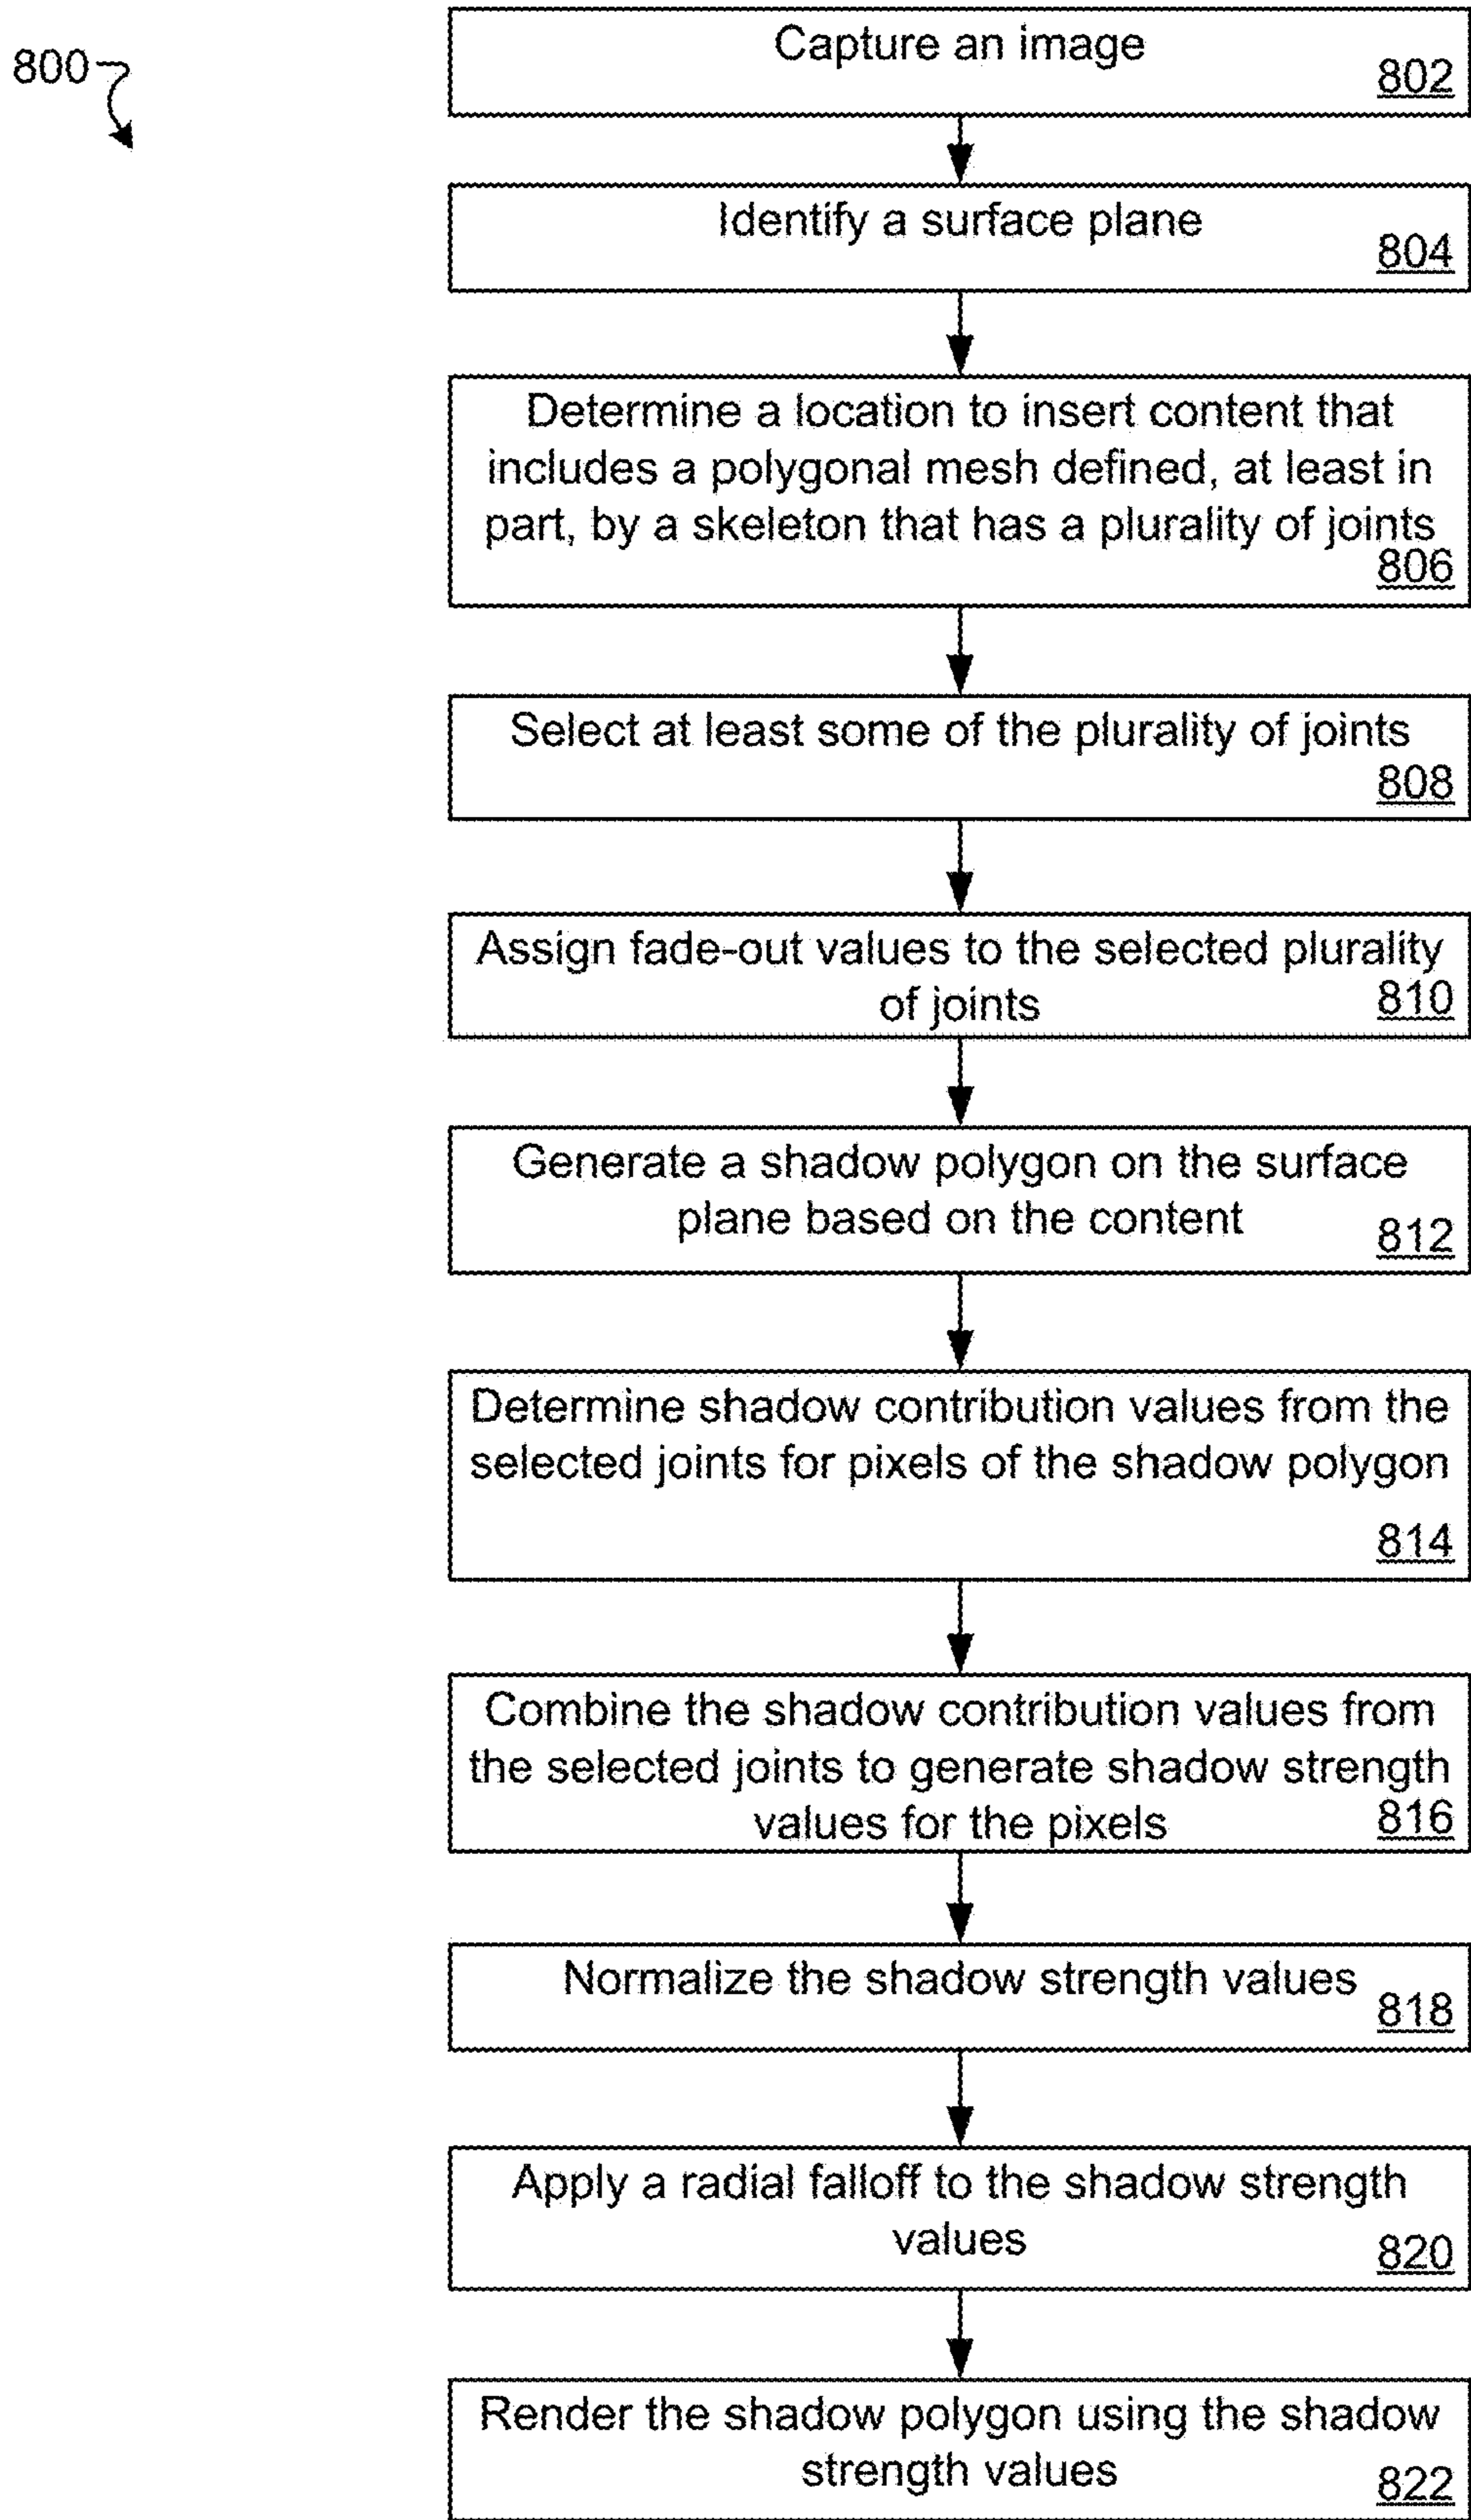 800
Capture an image
802
Identify a surface plane
804
Determine a location to insert content that
includes a polygonal mesh defined, at least in
part, by a skeleton that has a plurality of joints
806
Select at least some of the plurality of joints
808
Assign fade-out values to the selected plurality
of joints
810
Generate a shadow polygon on the surface
plane based on the content
812
Determine shadow contribution values from the
selected joints for pixels of the shadow polygon
814
Combine the shadow contribution values from
the selected joints to generate shadow strength
values for the pixels
816
Normalize the shadow strength values
818
Apply a radial falloff to the shadow strength
values
820
Render the shadow polygon using the shadow
strength values
822